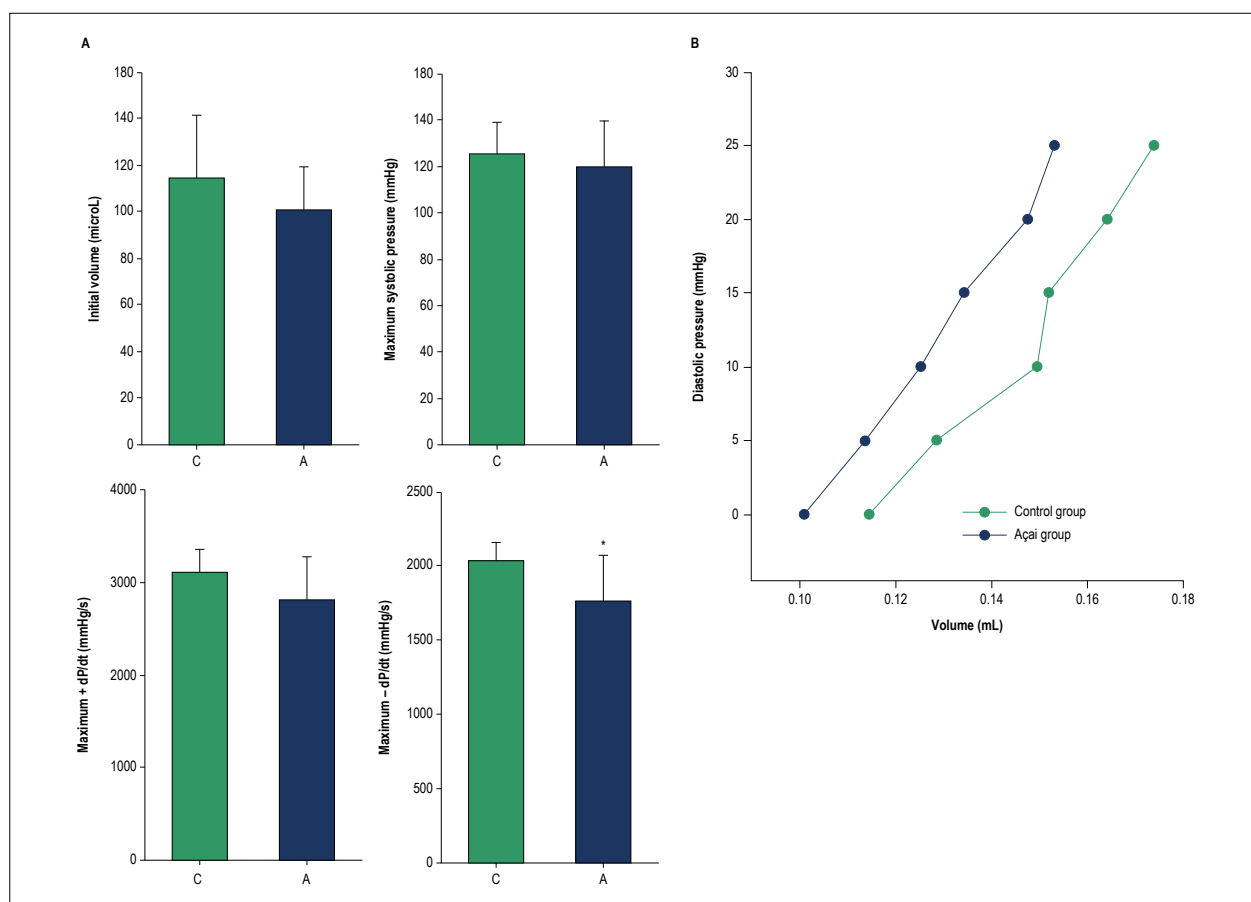 A
Initial volume (microL)
180
140
120
100
80
60
40
20
0
C
A
Maximum systolic pressure (mmHg)
180
160
140
120
100
80
60
40
20
0
C
A
Maximum + dP/dt (mmHg/s)
4000
3000
2000
1000
0
C
A
Maximum – dP/dt (mmHg/s)
2500
2000
1500
1000
500
0
*
C
A
B
Diastolic pressure (mmHg)
30
25
20
15
10
5
0
Control group
Açai group
0.10
0.12
0.14
0.16
0.18
Volume (mL)